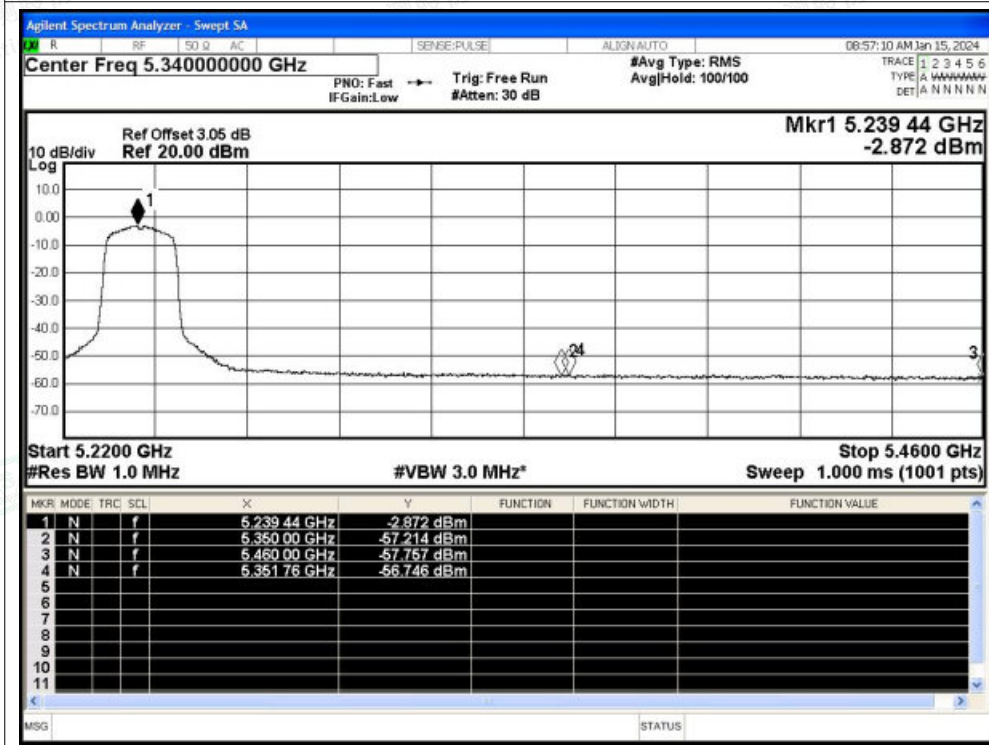 Agilent Spectrum Analyzer - Swept SA
R RF 50 Ω AC SENSE:PULSE ALIGN AUTO 08:57:10 AM Jan 15, 2024
Center Freq 5.340000000 GHz
PNO: Fast
IFGain:Low
Trig: Free Run
#Atten: 30 dB
#Avg Type: RMS
Avg|Hold: 100/100
TRACE 1 2 3 4 5 6
TYPE A WWWWWW
DET A N N N N N
Ref Offset 3.05 dB
10 dB/div Ref 20.00 dBm
Log
Mkr1 5.239 44 GHz
-2.872 dBm
10.0
0.00
-10.0
-20.0
-30.0
-40.0
-50.0
-60.0
-70.0
1
2 4
3
Start 5.2200 GHz Stop 5.4600 GHz
#Res BW 1.0 MHz #VBW 3.0 MHz* Sweep 1.000 ms (1001 pts)
MKR MODE TRC SCL X Y FUNCTION FUNCTION WIDTH FUNCTION VALUE
1 N f 5.239 44 GHz -2.872 dBm
2 N f 5.350 00 GHz -57.214 dBm
3 N f 5.460 00 GHz -57.757 dBm
4 N f 5.351 76 GHz -56.746 dBm
5
6
7
8
9
10
11
MSG STATUS